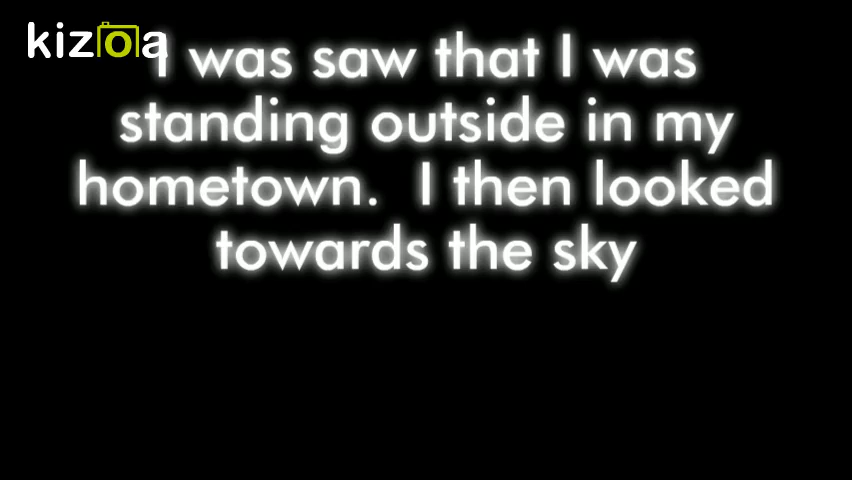 kizoa
I was saw that I was
standing outside in my
hometown.  I then looked
towards the sky